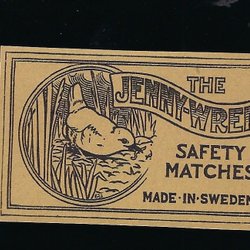 THE
JENNY-WREN
SAFETY
MATCHES
MADE·IN·SWEDEN